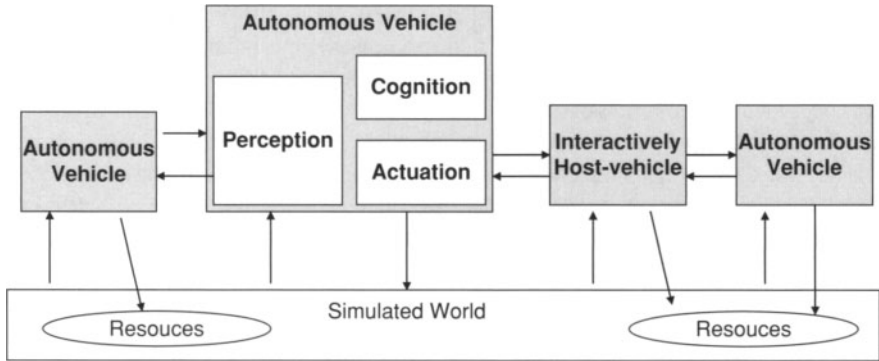 Autonomous Vehicle
Cognition
Perception
Actuation
Autonomous
Vehicle
Interactively
Host-vehicle
Autonomous
Vehicle
Simulated World
Resouces
Resouces